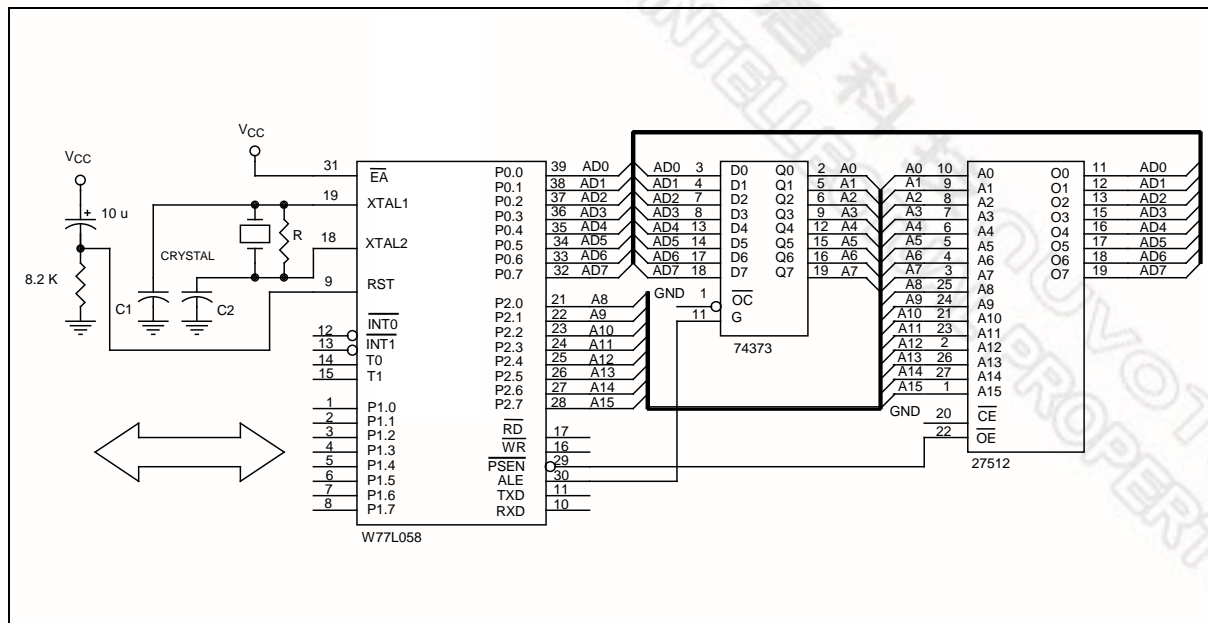 VCC
VCC
10 u
8.2 K
C1
C2
CRYSTAL
R
31 EA
19 XTAL1
18 XTAL2
9 RST
12 INT0
13 INT1
14 T0
15 T1
1 P1.0
2 P1.1
3 P1.2
4 P1.3
5 P1.4
6 P1.5
7 P1.6
8 P1.7
P0.0 39 AD0
P0.1 38 AD1
P0.2 37 AD2
P0.3 36 AD3
P0.4 35 AD4
P0.5 34 AD5
P0.6 33 AD6
P0.7 32 AD7
P2.0 21 A8
P2.1 22 A9
P2.2 23 A10
P2.3 24 A11
P2.4 25 A12
P2.5 26 A13
P2.6 27 A14
P2.7 28 A15
RD 17
WR 16
PSEN 29
ALE 30
TXD 11
RXD 10
W77L058
AD0 3 D0 Q0 2 A0
AD1 4 D1 Q1 5 A1
AD2 7 D2 Q2 6 A2
AD3 8 D3 Q3 9 A3
AD4 13 D4 Q4 12 A4
AD5 14 D5 Q5 15 A5
AD6 17 D6 Q6 16 A6
AD7 18 D7 Q7 19 A7
GND 1 OC
11 G
74373
A0 10 A0 O0 11 AD0
A1 9 A1 O1 12 AD1
A2 8 A2 O2 13 AD2
A3 7 A3 O3 15 AD3
A4 6 A4 O4 16 AD4
A5 5 A5 O5 17 AD5
A6 4 A6 O6 18 AD6
A7 3 A7 O7 19 AD7
A8 25 A8
A9 24 A9
A10 21 A10
A11 23 A11
A12 2 A12
A13 26 A13
A14 27 A14
A15 1 A15
GND 20 CE
22 OE
27512